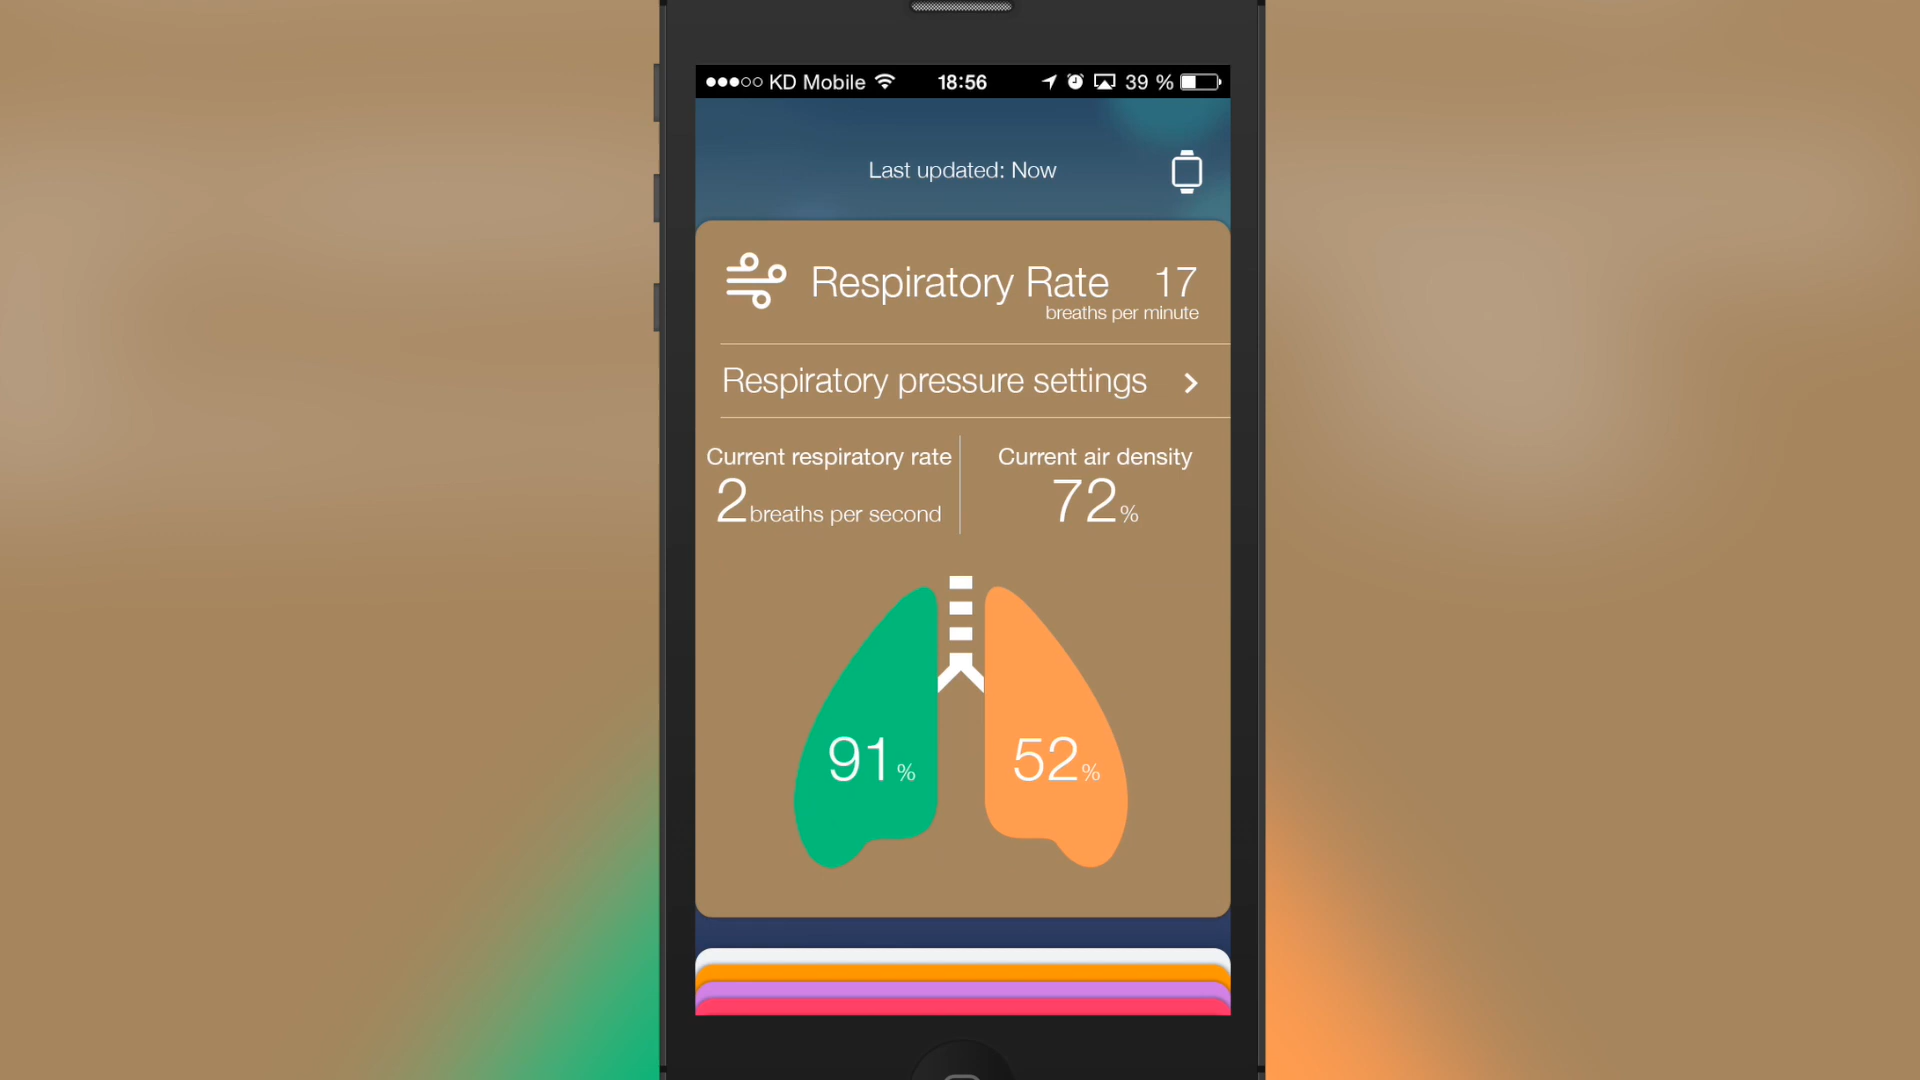 KD Mobile 18:56 39 %
Last updated: Now
Respiratory Rate 17
breaths per minute
Respiratory pressure settings
Current respiratory rate
2 breaths per second
Current air density
72 %
91 %
52 %